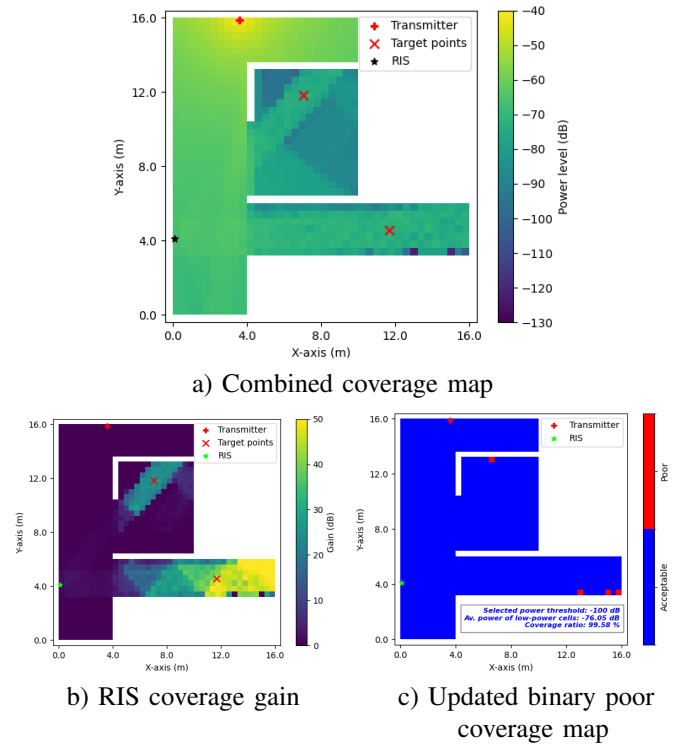 16.0
12.0
8.0
4.0
0.0
Y-axis (m)
0.0 4.0 8.0 12.0 16.0
X-axis (m)
Transmitter
Target points
RIS
−40
−50
−60
−70
−80
−90
−100
−110
−120
−130
Power level (dB)
a) Combined coverage map
16.0
12.0
8.0
4.0
0.0
Y-axis (m)
0.0 4.0 8.0 12.0 16.0
X-axis (m)
Transmitter
Target points
RIS
50
40
30
20
10
0
Gain (dB)
b) RIS coverage gain
16.0
12.0
8.0
4.0
0.0
Y-axis (m)
0.0 4.0 8.0 12.0 16.0
X-axis (m)
Transmitter
RIS
Selected power threshold: -100 dB
Av. power of low-power cells: -76.05 dB
Coverage ratio: 99.58 %
Poor
Acceptable
c) Updated binary poor
coverage map